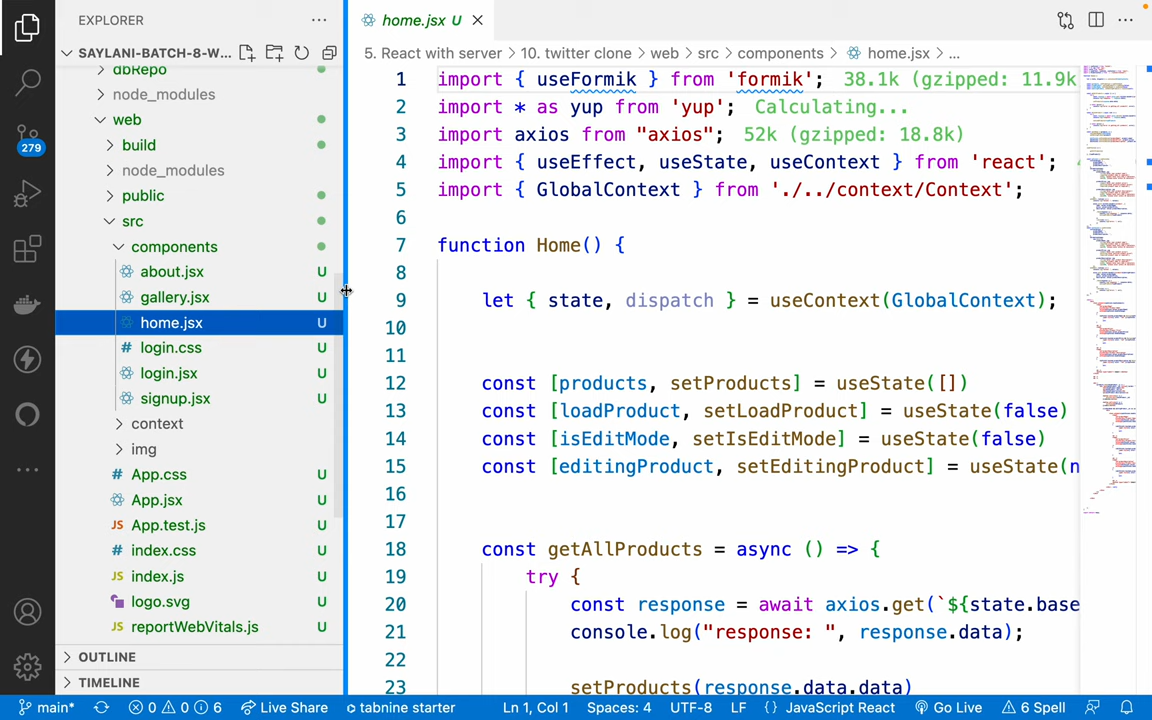 EXPLORER
SAYLANI-BATCH-8-W...
dbRepo
node_modules
web
build
node_modules
public
src
components
about.jsx U
gallery.jsx U
home.jsx U
login.css U
login.jsx U
signup.jsx U
context
img
App.css U
App.jsx U
App.test.js U
index.css U
index.js U
logo.svg U
reportWebVitals.js U
OUTLINE
TIMELINE
279
home.jsx U
5. React with server > 10. twitter clone > web > src > components > home.jsx > ...
1 import { useFormik } from 'formik'; 38.1k (gzipped: 11.9k
2 import * as yup from 'yup'; Calculating...
3 import axios from "axios"; 52k (gzipped: 18.8k)
4 import { useEffect, useState, useContext } from 'react';
5 import { GlobalContext } from './../context/Context';
6
7 function Home() {
8
9 let { state, dispatch } = useContext(GlobalContext);
10
11
12 const [products, setProducts] = useState([])
13 const [loadProduct, setLoadProduct] = useState(false)
14 const [isEditMode, setIsEditMode] = useState(false)
15 const [editingProduct, setEditingProduct] = useState(n
16
17
18 const getAllProducts = async () => {
19 try {
20 const response = await axios.get(`${state.base
21 console.log("response: ", response.data);
22
23 setProducts(response.data.data)
main* 0 0 6 Live Share tabnine starter Ln 1, Col 1 Spaces: 4 UTF-8 LF {} JavaScript React Go Live 6 Spell